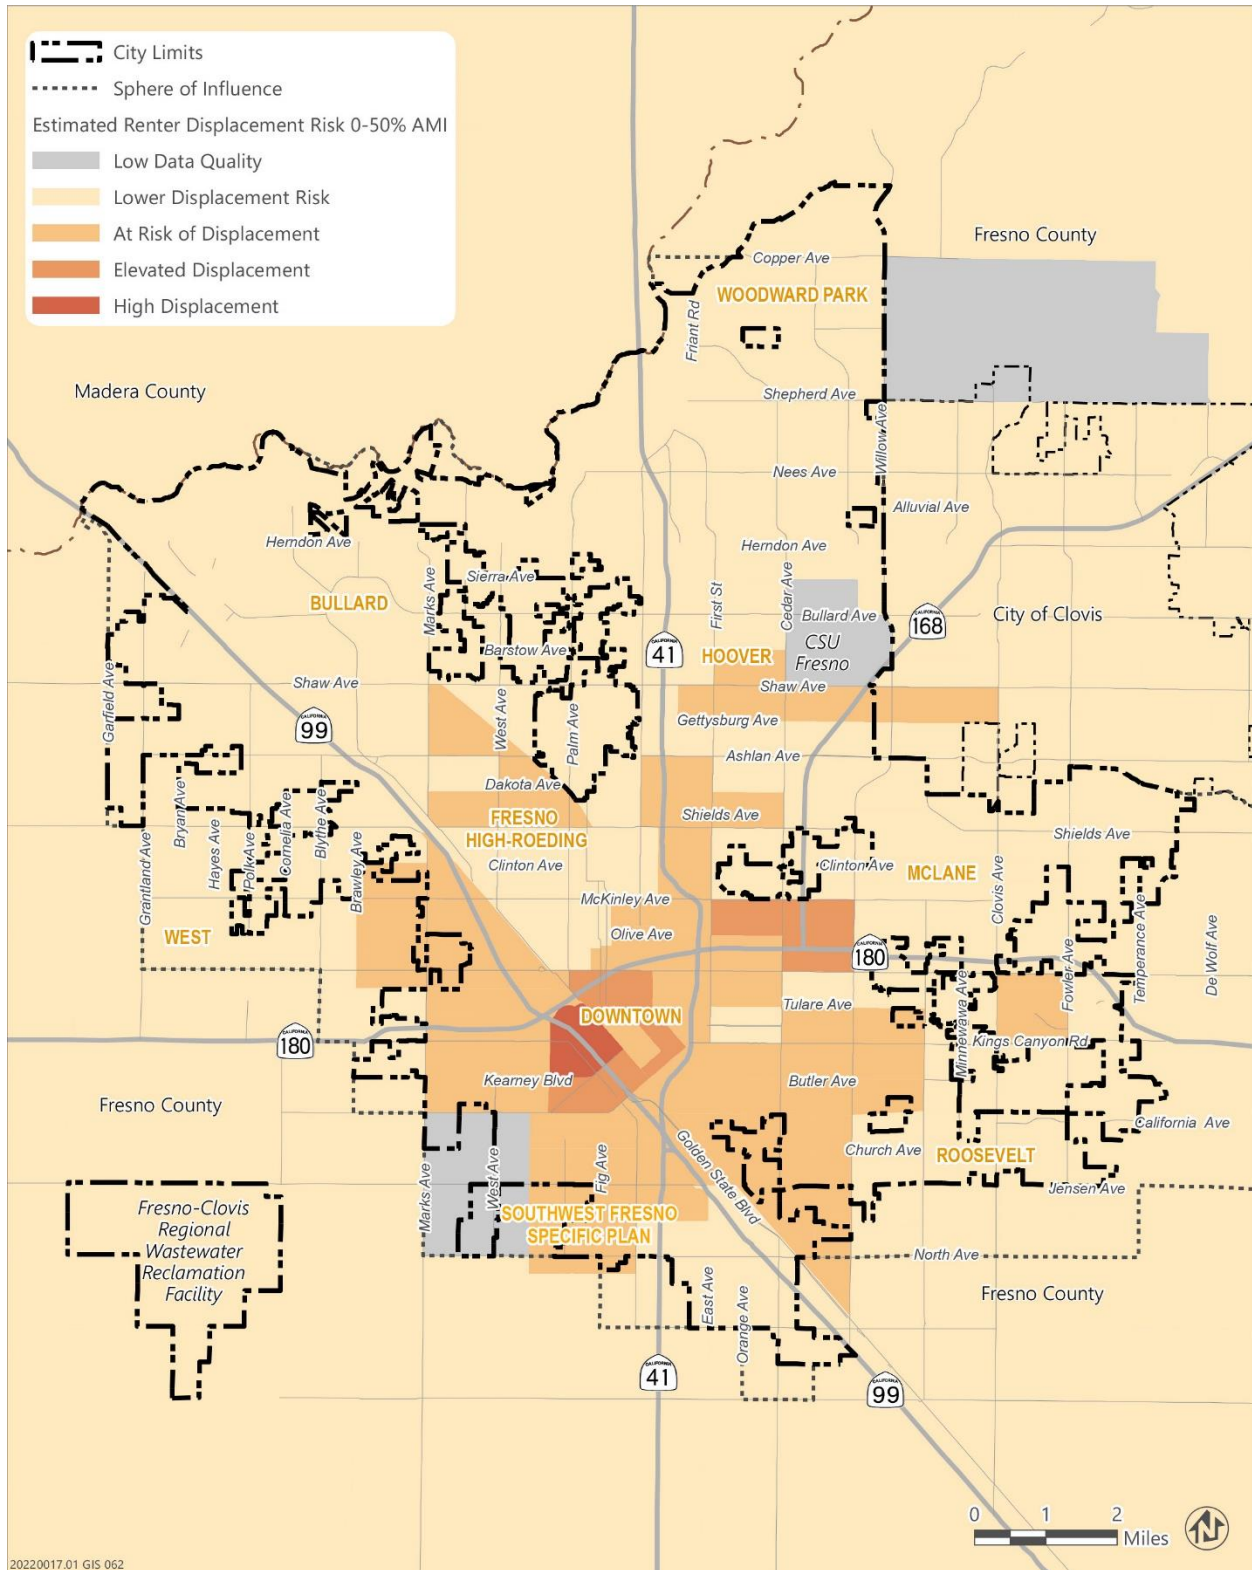 City Limits
Sphere of Influence
Estimated Renter Displacement Risk 0-50% AMI
Low Data Quality
Lower Displacement Risk
At Risk of Displacement
Elevated Displacement
High Displacement
Fresno County
Copper Ave
WOODWARD PARK
Friant Rd
Madera County
Shepherd Ave
Willow Ave
Nees Ave
Alluvial Ave
Herndon Ave
Herndon Ave
Sierra Ave
Marks Ave
BULLARD
First St
Cedar Ave
Bullard Ave
CALIFORNIA
168
City of Clovis
Barstow Ave
CALIFORNIA
41
HOOVER
CSU
Fresno
Garfield Ave
Shaw Ave
Shaw Ave
CALIFORNIA
99
West Ave
Palm Ave
Gettysburg Ave
Ashlan Ave
Dakota Ave
Bryan Ave
Hayes Ave
Polk Ave
Cornelia Ave
Blythe Ave
FRESNO
HIGH-ROEDING
Shields Ave
Shields Ave
Grantland Ave
Brawley Ave
Clinton Ave
Clinton Ave
MCLANE
Clovis Ave
McKinley Ave
WEST
Olive Ave
CALIFORNIA
180
Fowler Ave
Temperance Ave
De Wolf Ave
DOWNTOWN
Tulare Ave
Minnewawa Ave
CALIFORNIA
180
Kings Canyon Rd
Kearney Blvd
Butler Ave
Fresno County
California Ave
Golden State Blvd
Church Ave
ROOSEVELT
Fig Ave
Marks Ave
West Ave
Jensen Ave
Fresno-Clovis
Regional
Wastewater
Reclamation
Facility
SOUTHWEST FRESNO
SPECIFIC PLAN
North Ave
East Ave
Orange Ave
Fresno County
CALIFORNIA
41
CALIFORNIA
99
0 1 2
Miles
N
20220017.01 GIS 062